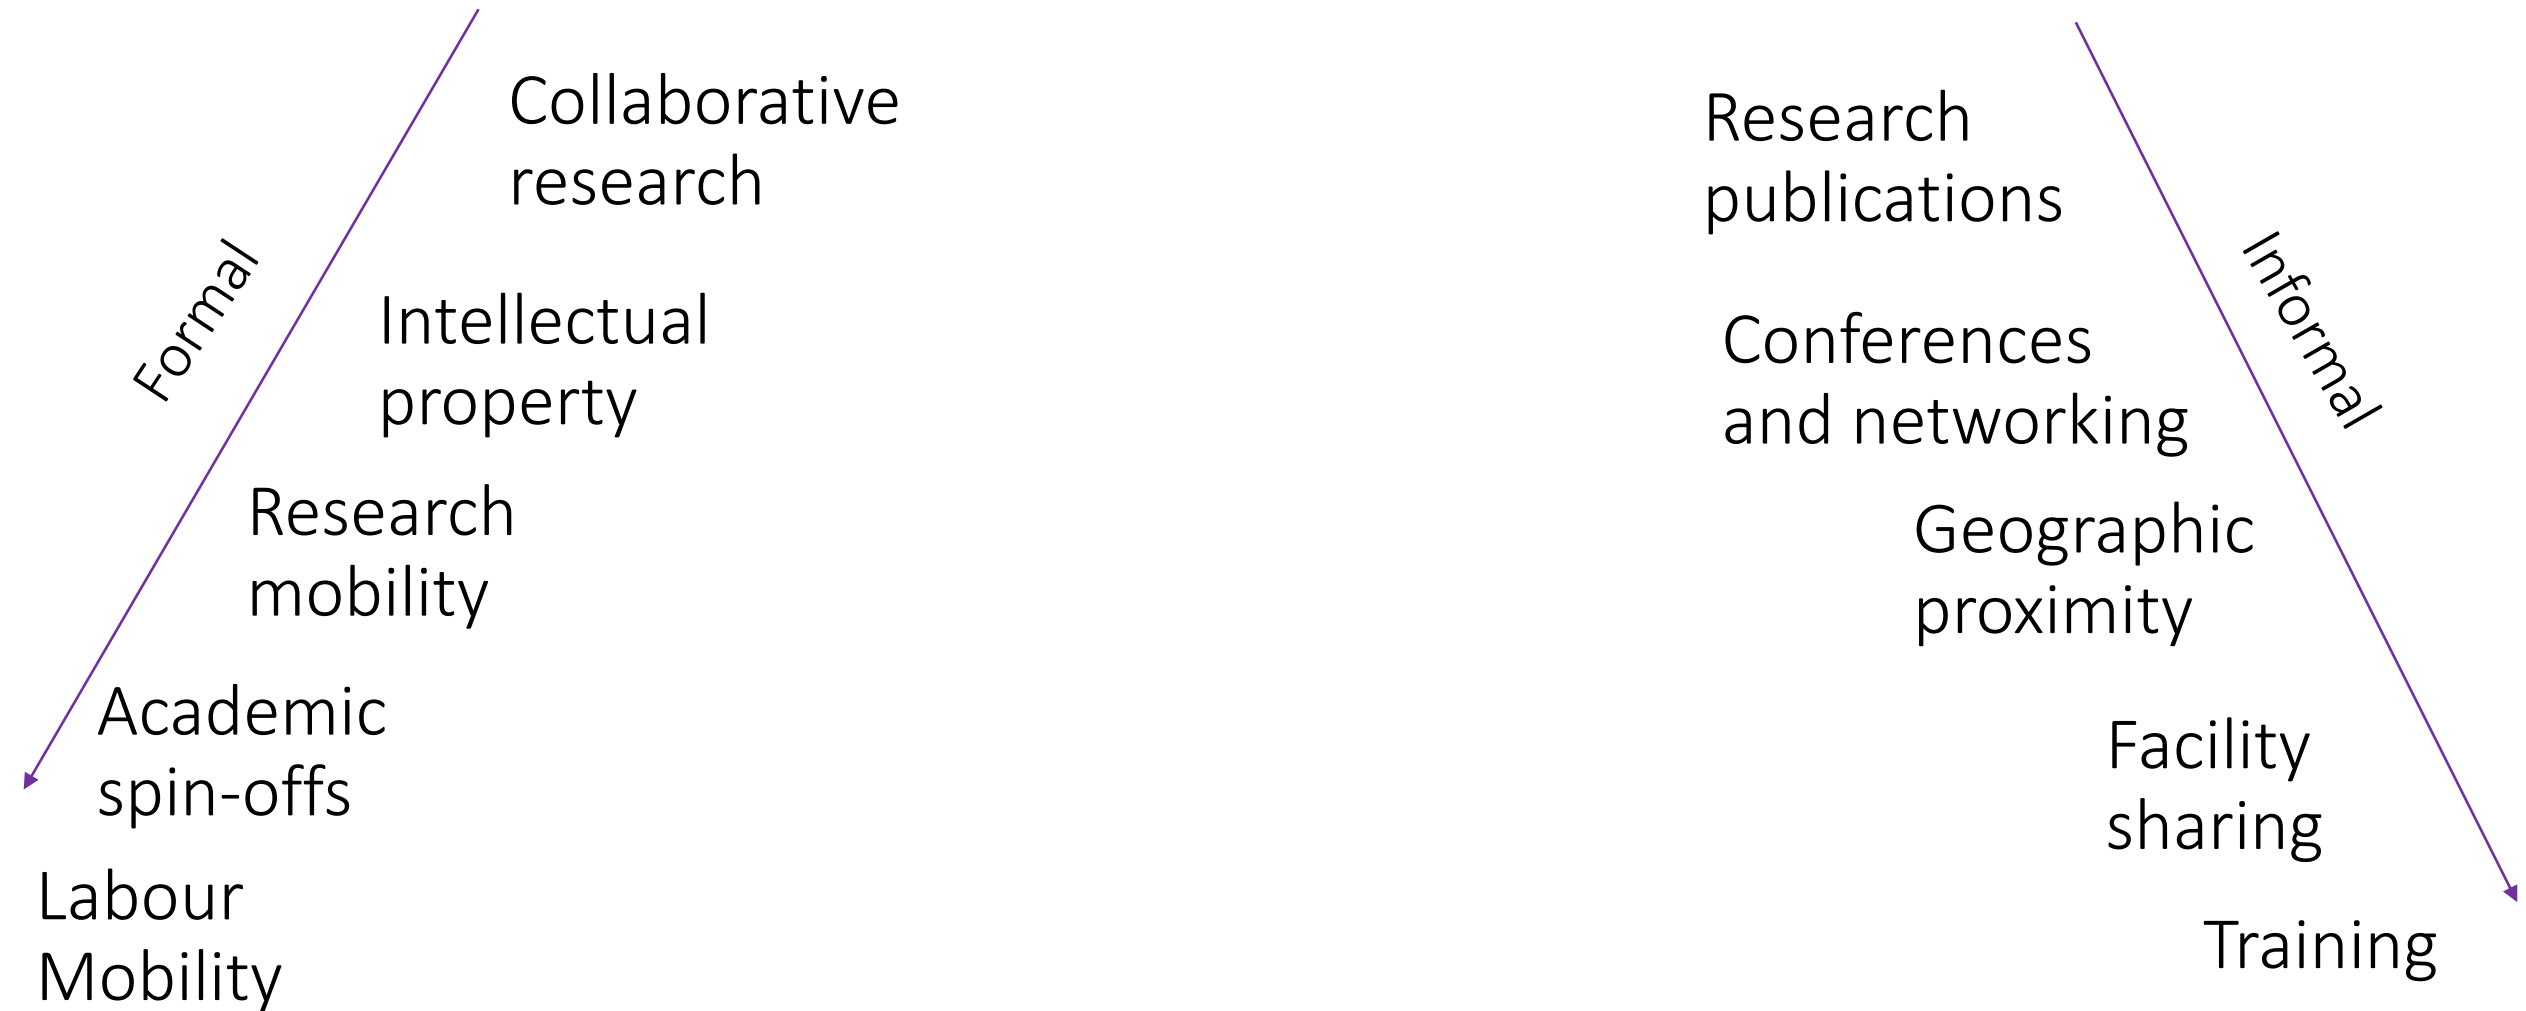 Formal
Collaborative
research
Intellectual
property
Research
mobility
Academic
spin-offs
Labour
Mobility
Research
publications
Conferences
and networking
Geographic
proximity
Facility
sharing
Training
Informal